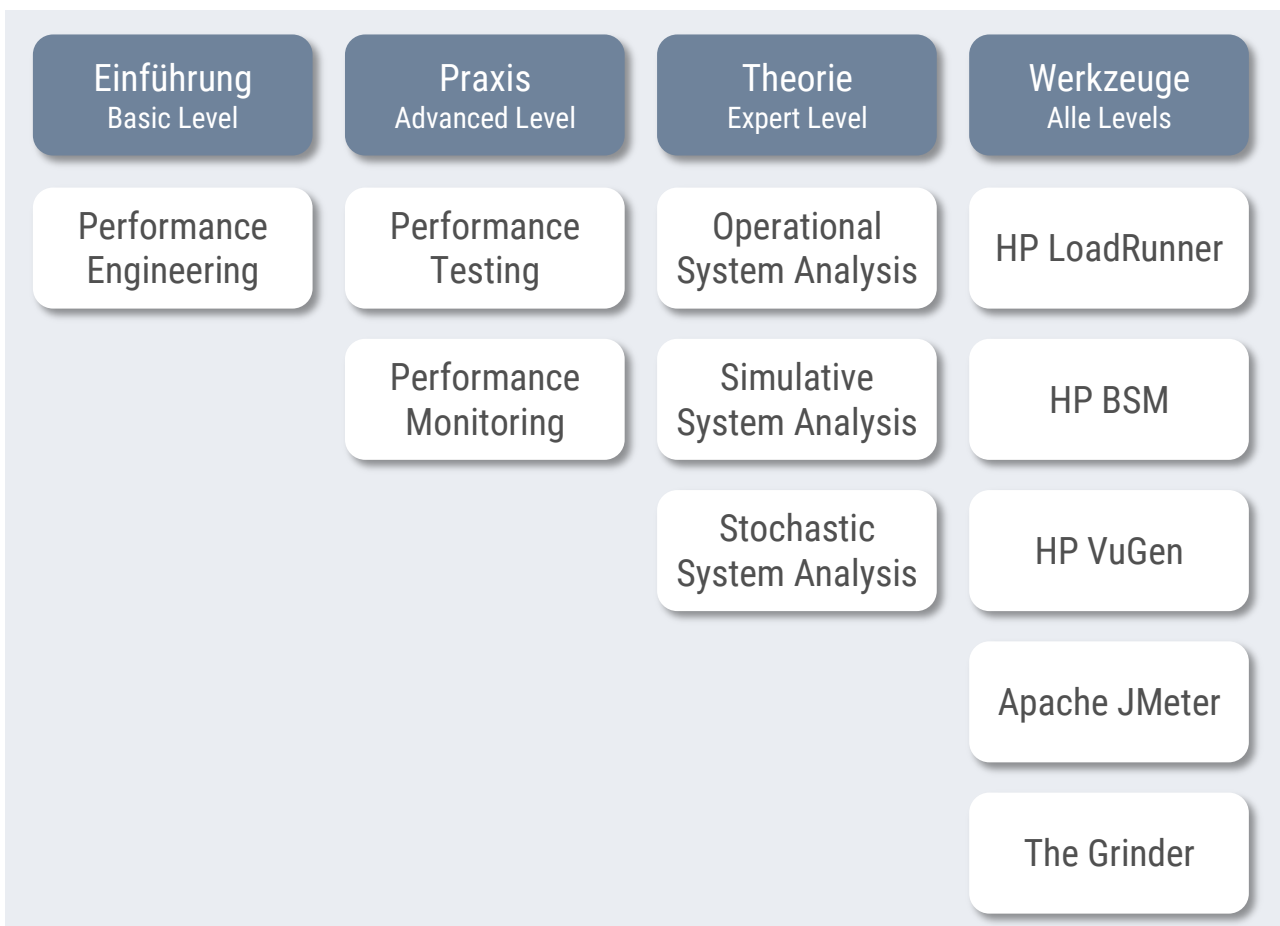 Einführung
Basic Level
Praxis
Advanced Level
Theorie
Expert Level
Werkzeuge
Alle Levels
Performance
Engineering
Performance
Testing
Operational
System Analysis
HP LoadRunner
Performance
Monitoring
Simulative
System Analysis
HP BSM
Stochastic
System Analysis
HP VuGen
Apache JMeter
The Grinder